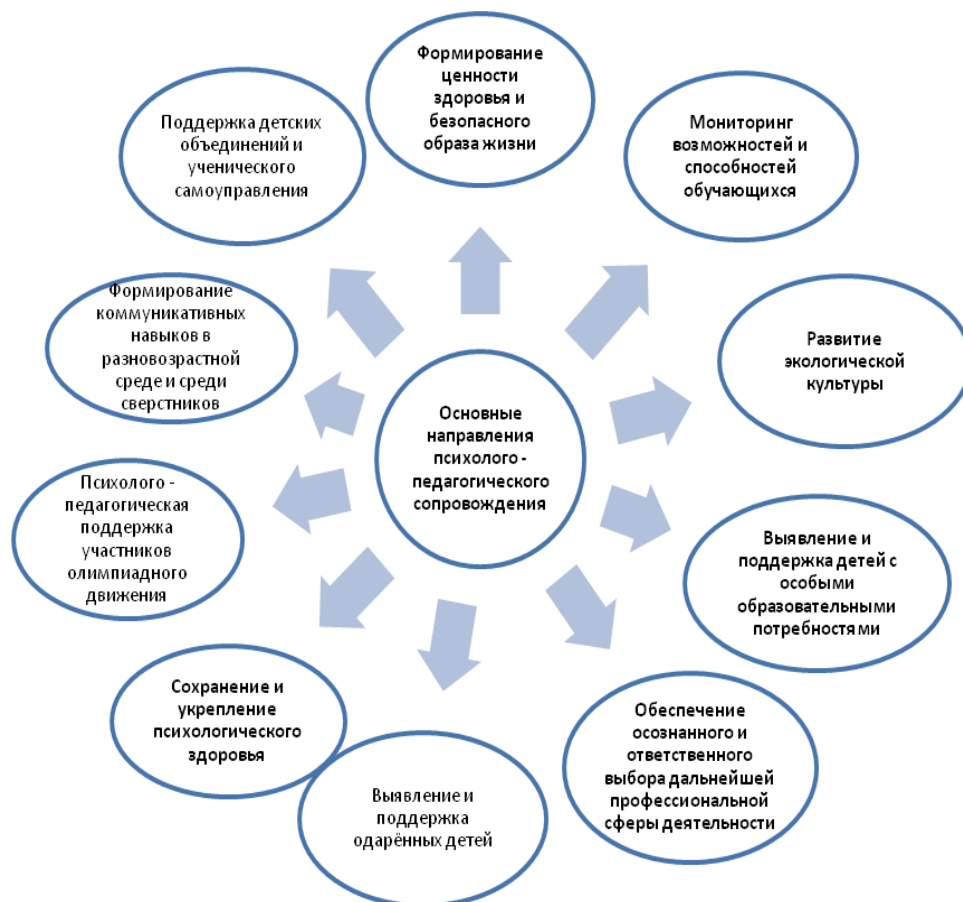 Формирование
ценности
здоровья и
безопасного
образа жизни
Мониторинг
возможностей и
способностей
обучающихся
Развитие
экологической
культуры
Выявление и
поддержка детей с
особыми
образовательными
потребностями
Обеспечение
осознанного и
ответственного
выбора дальнейшей
профессиональной
сферы деятельности
Выявление и
поддержка
одарённых детей
Сохранение и
укрепление
психологического
здоровья
Психолого -
педагогическая
поддержка
участников
олимпиадного
движения
Формирование
коммуникативных
навыков в
разновозрастной
среде и среди
сверстников
Поддержка детских
объединений и
ученического
самоуправления
Основные
направления
психолого -
педагогического
сопровождения